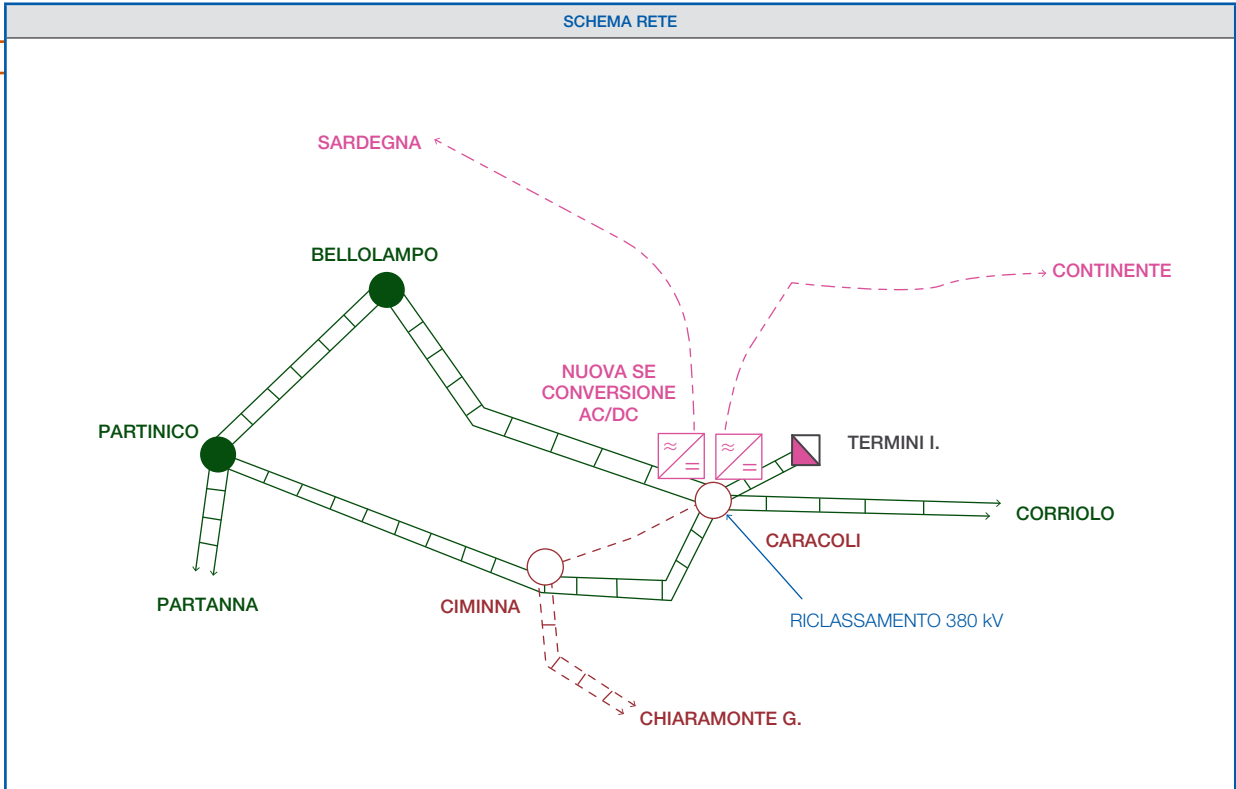 SCHEMA RETE
SARDEGNA
BELLOLAMPO
CONTINENTE
NUOVA SE
CONVERSIONE
AC/DC
PARTINICO
TERMINI I.
CORRIOLO
CARACOLI
PARTANNA
CIMINNA
RICLASSAMENTO 380 kV
CHIARAMONTE G.